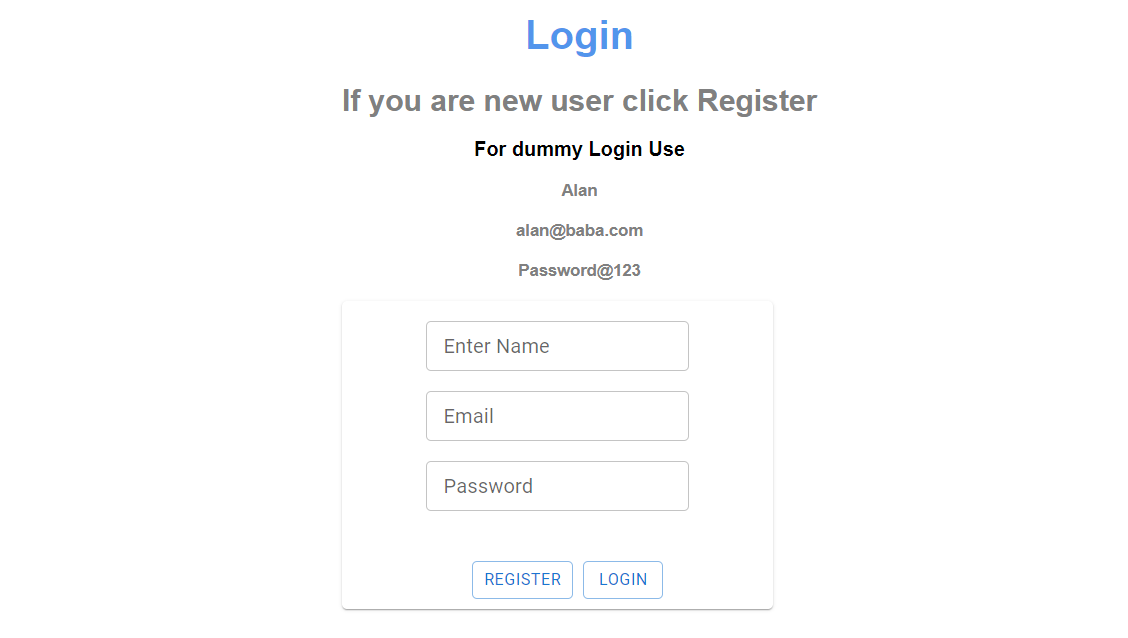 Login
If you are new user click Register
For dummy Login Use
Alan
alan@baba.com
Password@123
Enter Name
Email
Password
REGISTER LOGIN